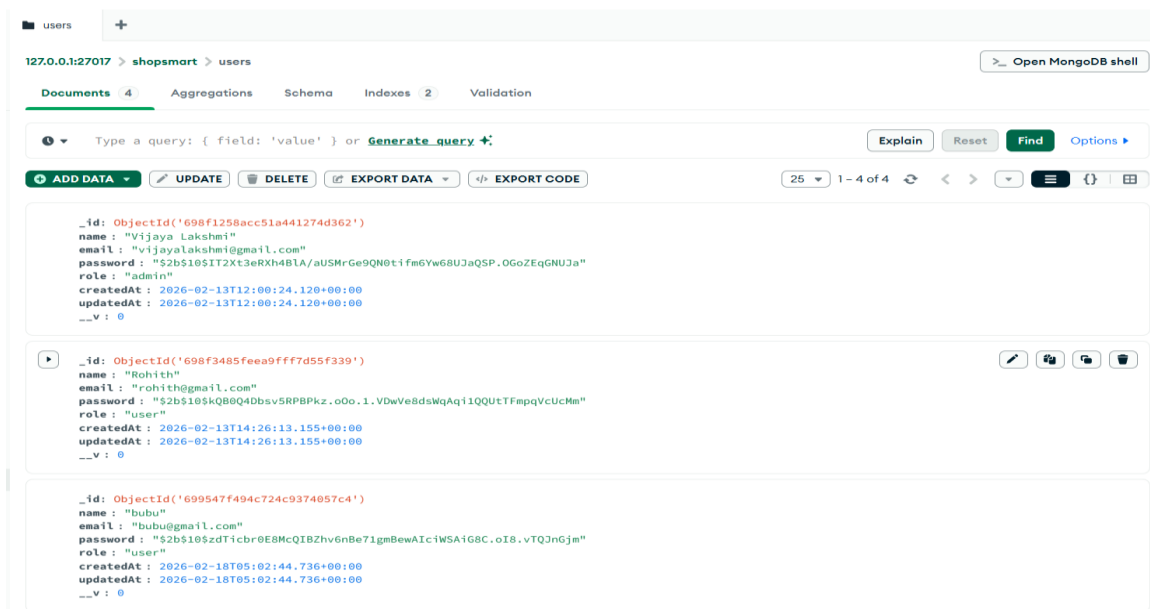 users
127.0.0.1:27017 > shopsmart > users
>_ Open MongoDB shell
Documents 4 Aggregations Schema Indexes 2 Validation
Type a query: { field: 'value' } or Generate query
Explain Reset Find Options
ADD DATA UPDATE DELETE EXPORT DATA EXPORT CODE
25 1 – 4 of 4
_id: ObjectId('698f1258acc51a441274d362')
name : "Vijaya Lakshmi"
email : "vijayalakshmi@gmail.com"
password : "$2b$10$IT2Xt3eRXh4BlA/aUSMrGe9QN0tifm6Yw68UJaQSP.OGoZEqGNUJa"
role : "admin"
createdAt : 2026-02-13T12:00:24.120+00:00
updatedAt : 2026-02-13T12:00:24.120+00:00
__v : 0
_id: ObjectId('698f3485feea9fff7d55f339')
name : "Rohith"
email : "rohith@gmail.com"
password : "$2b$10$kQB0Q4Dbsv5RPBPkz.oOo.1.VDwVe8dsWqAqi1QQUtTFmpqVcUcMm"
role : "user"
createdAt : 2026-02-13T14:26:13.155+00:00
updatedAt : 2026-02-13T14:26:13.155+00:00
__v : 0
_id: ObjectId('699547f494c724c9374057c4')
name : "bubu"
email : "bubu@gmail.com"
password : "$2b$10$zdTicbr0E8McQIBZhv6nBe71gmBewAIciWSAiG8C.oI8.vTQJnGjm"
role : "user"
createdAt : 2026-02-18T05:02:44.736+00:00
updatedAt : 2026-02-18T05:02:44.736+00:00
__v : 0